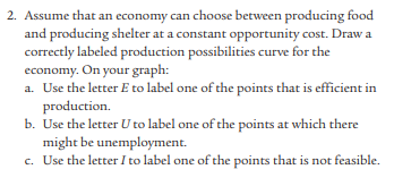 2. Assume that an economy can choose between producing food
and producing shelter at a constant opportunity cost. Draw a
correctly labeled production possibilities curve for the
economy. On your graph:
a. Use the letter E to label one of the points that is efficient in
production.
b. Use the letter U to label one of the points at which there
might be unemployment.
c. Use the letter I to label one of the points that is not feasible.